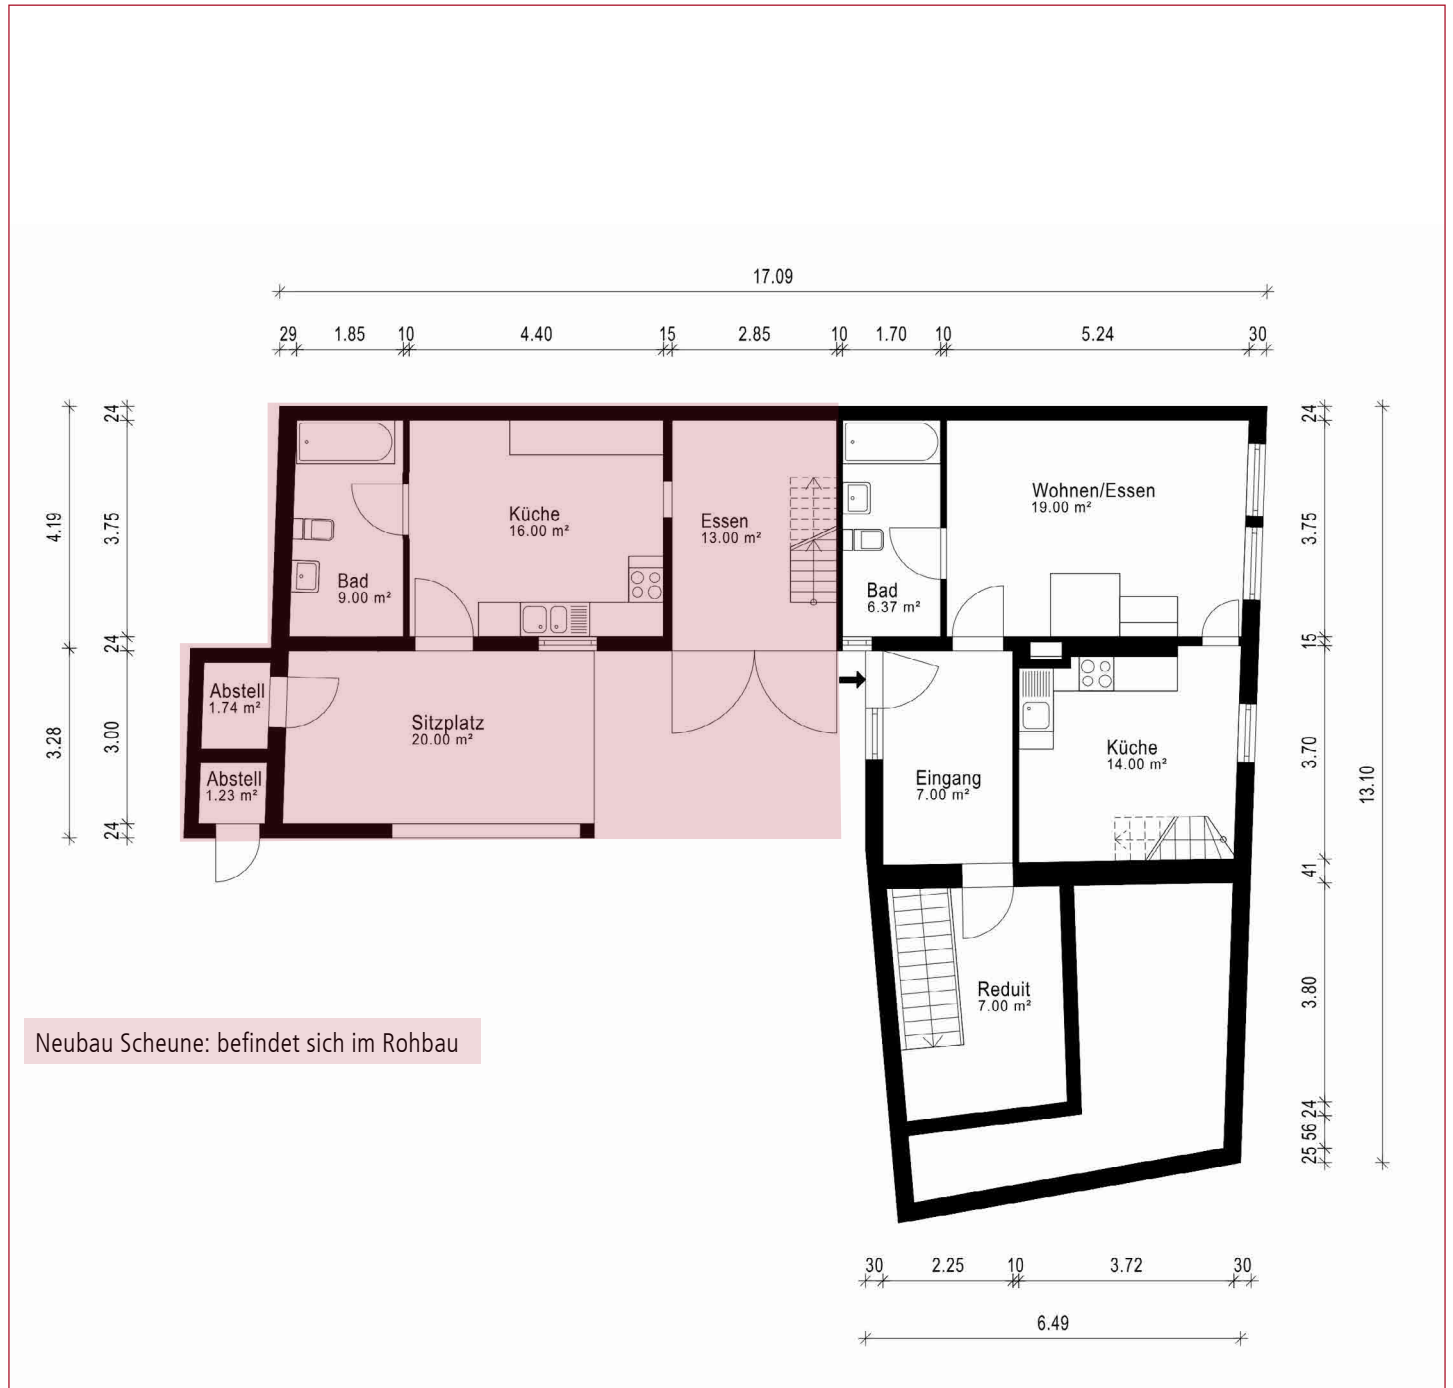 17.09
29 1.85 10 4.40 15 2.85 10 1.70 10 5.24 30
24
4.19
3.75
24
3.28
3.00
24
Küche
16.00 m²
Bad
9.00 m²
Essen
13.00 m²
Bad
6.37 m²
Wohnen/Essen
19.00 m²
Abstell
1.74 m²
Abstell
1.23 m²
Sitzplatz
20.00 m²
Eingang
7.00 m²
Küche
14.00 m²
Reduit
7.00 m²
24
3.75
15
3.70
41
3.80
24
56
25
13.10
Neubau Scheune: befindet sich im Rohbau
30 2.25 10 3.72 30
6.49